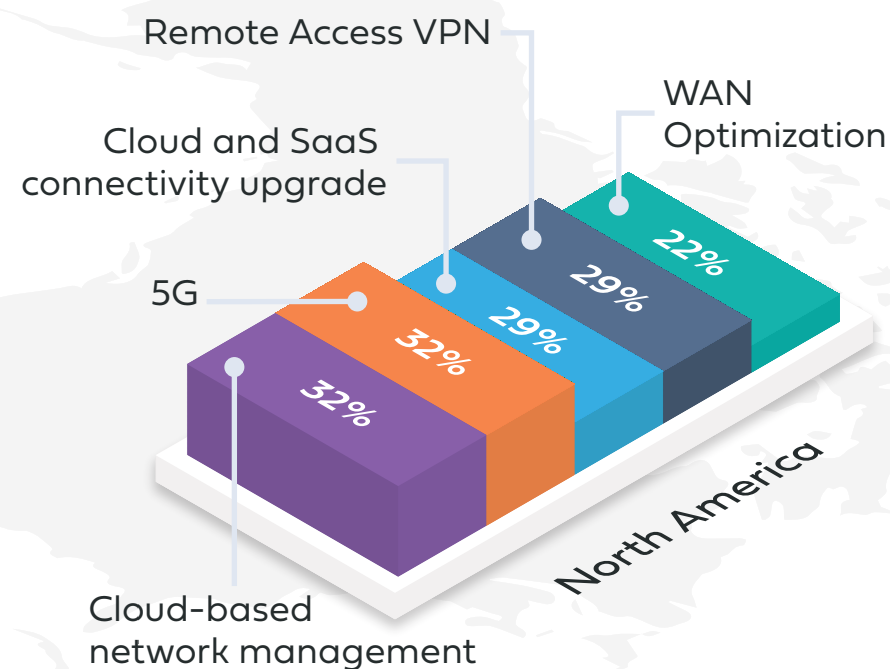 Remote Access VPN
WAN
Optimization
Cloud and SaaS
connectivity upgrade
22%
29%
5G
29%
32%
32%
North America
Cloud-based
network management